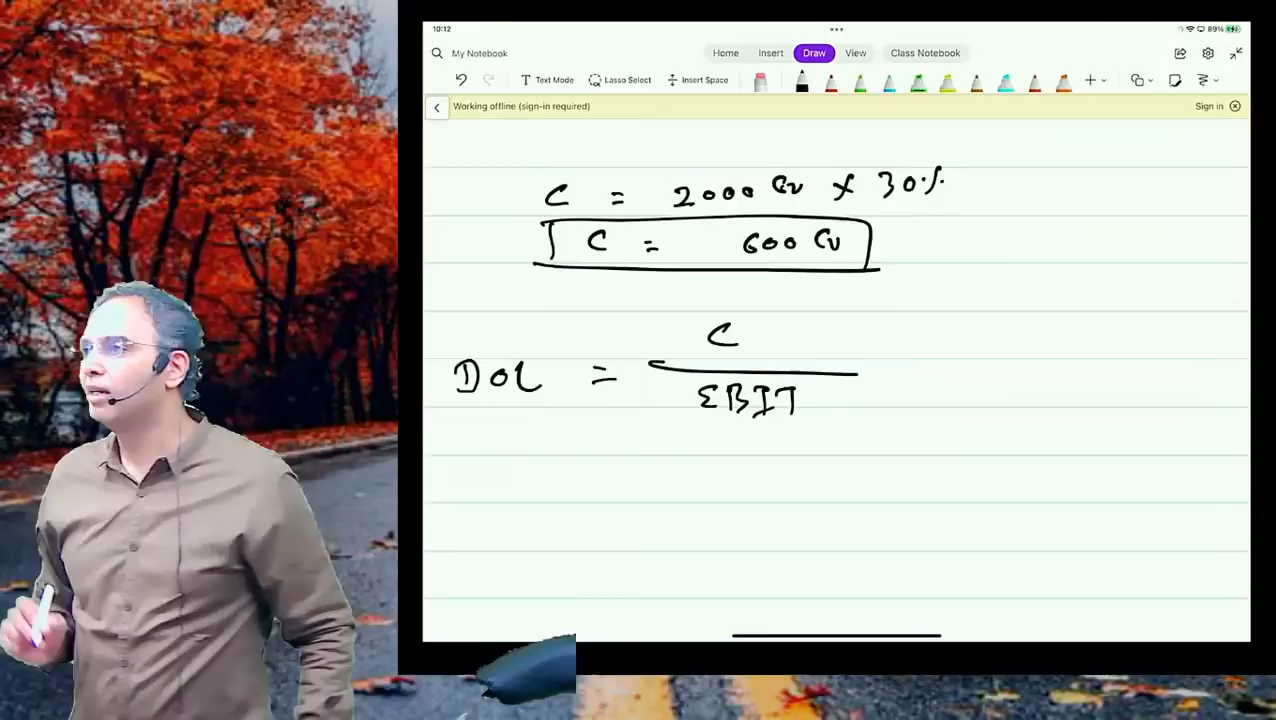 10:12
89%
My Notebook
Home Insert Draw View Class Notebook
Text Mode Lasso Select Insert Space
Working offline (sign-in required) Sign in
C = 2000 Cr × 30%
C = 600 Cr
DOL = C
EBIT